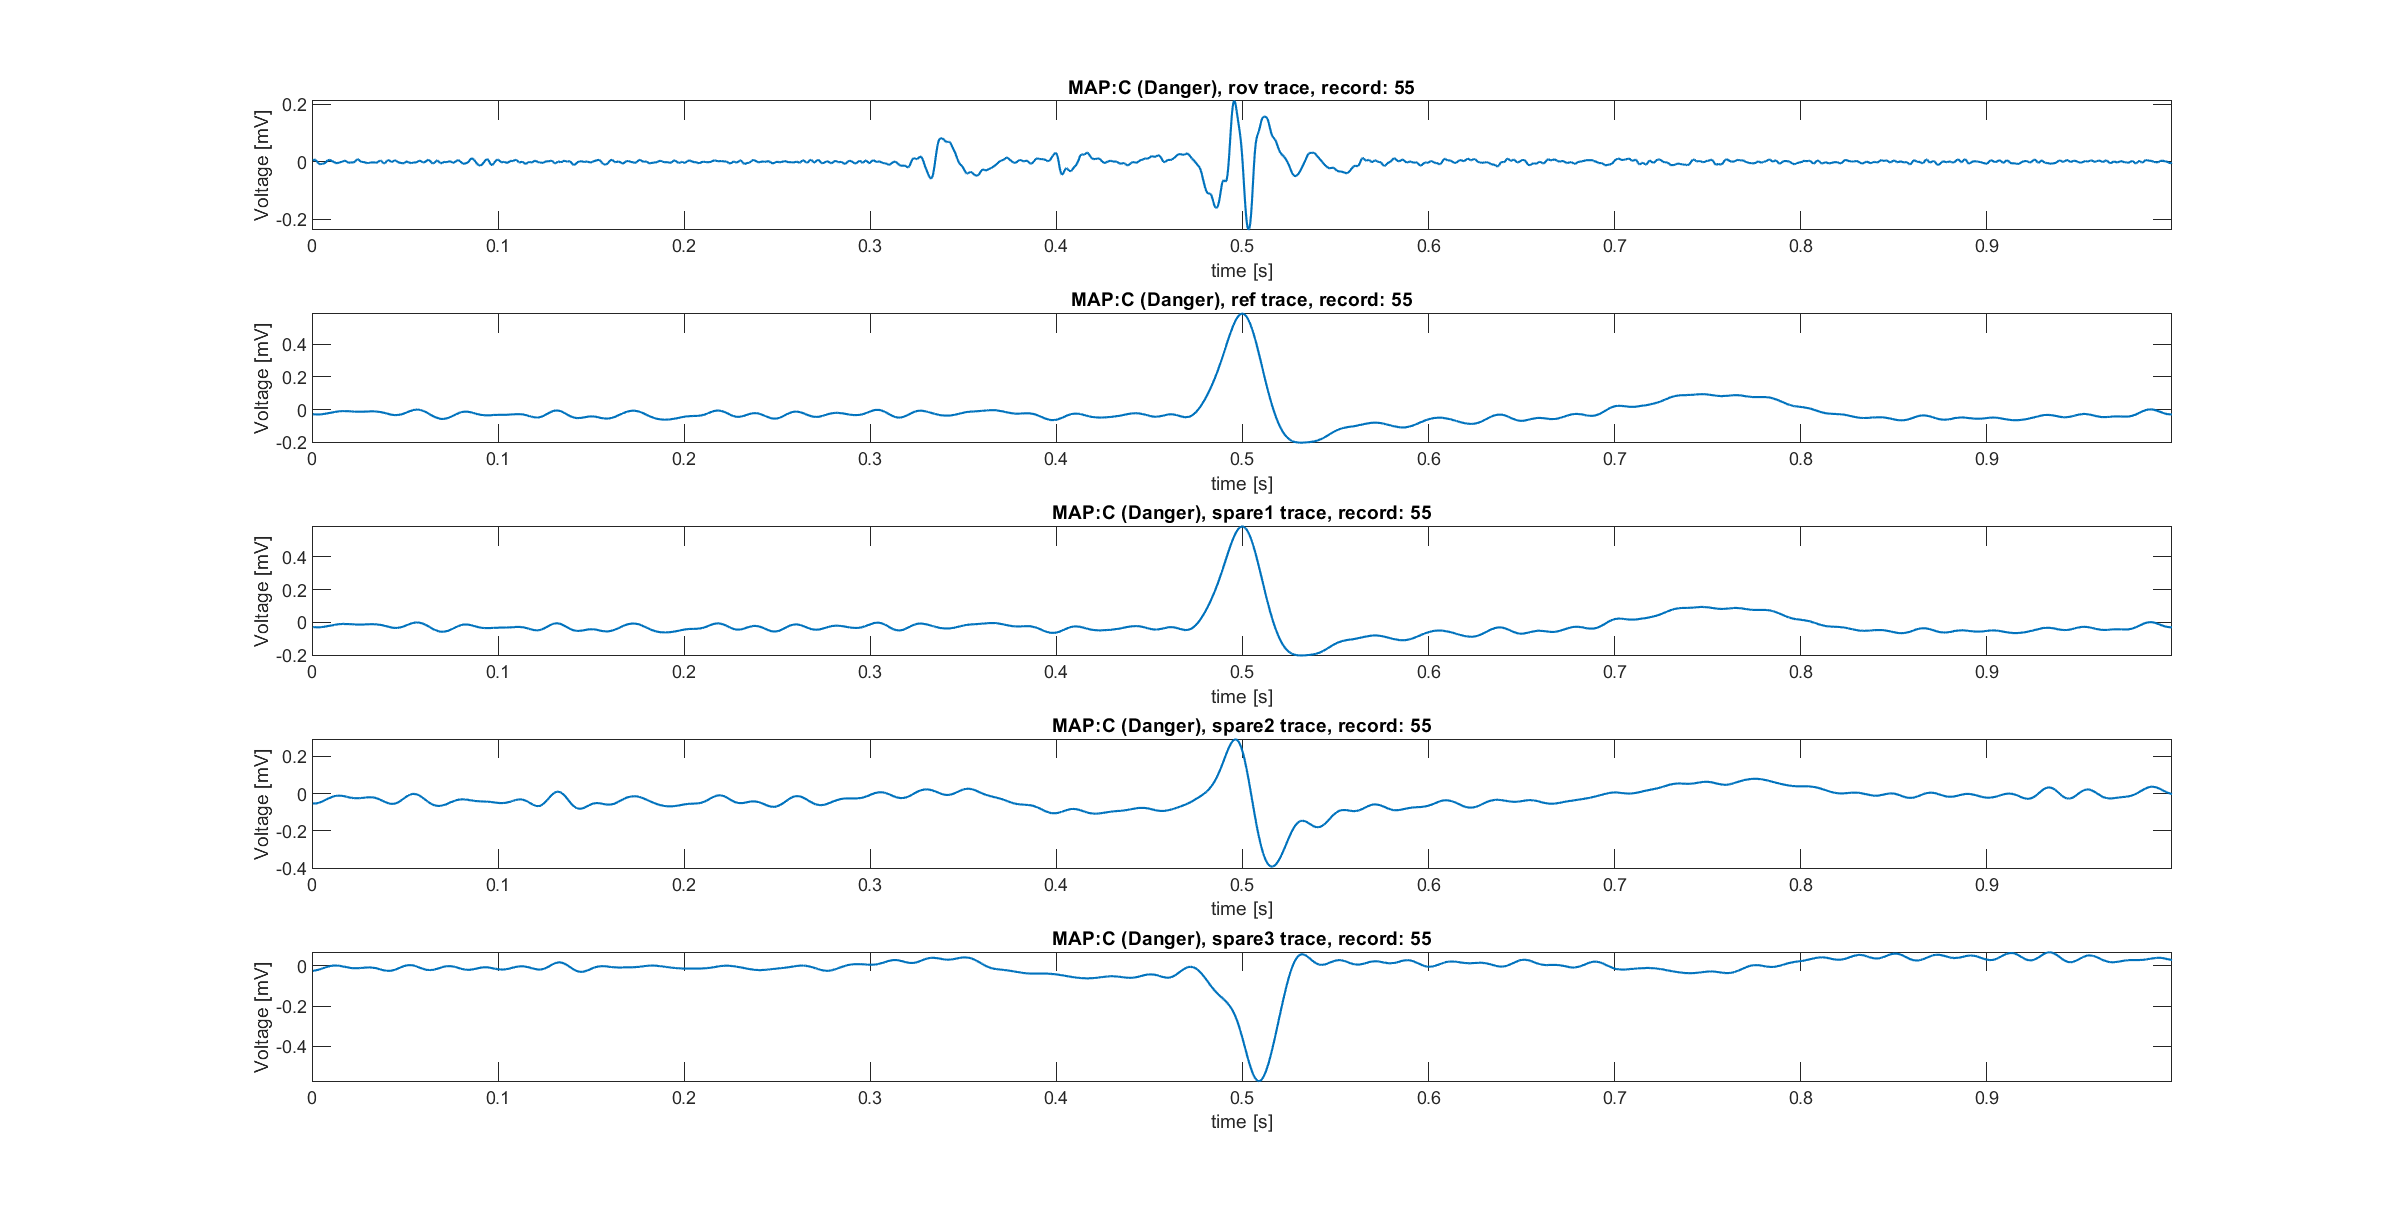 MAP:C (Danger), rov trace, record: 55
Voltage [mV]
0.2
0
-0.2
0 0.1 0.2 0.3 0.4 0.5 0.6 0.7 0.8 0.9
time [s]
MAP:C (Danger), ref trace, record: 55
Voltage [mV]
0.4
0.2
0
-0.2
0 0.1 0.2 0.3 0.4 0.5 0.6 0.7 0.8 0.9
time [s]
MAP:C (Danger), spare1 trace, record: 55
Voltage [mV]
0.4
0.2
0
-0.2
0 0.1 0.2 0.3 0.4 0.5 0.6 0.7 0.8 0.9
time [s]
MAP:C (Danger), spare2 trace, record: 55
Voltage [mV]
0.2
0
-0.2
-0.4
0 0.1 0.2 0.3 0.4 0.5 0.6 0.7 0.8 0.9
time [s]
MAP:C (Danger), spare3 trace, record: 55
Voltage [mV]
0
-0.2
-0.4
0 0.1 0.2 0.3 0.4 0.5 0.6 0.7 0.8 0.9
time [s]